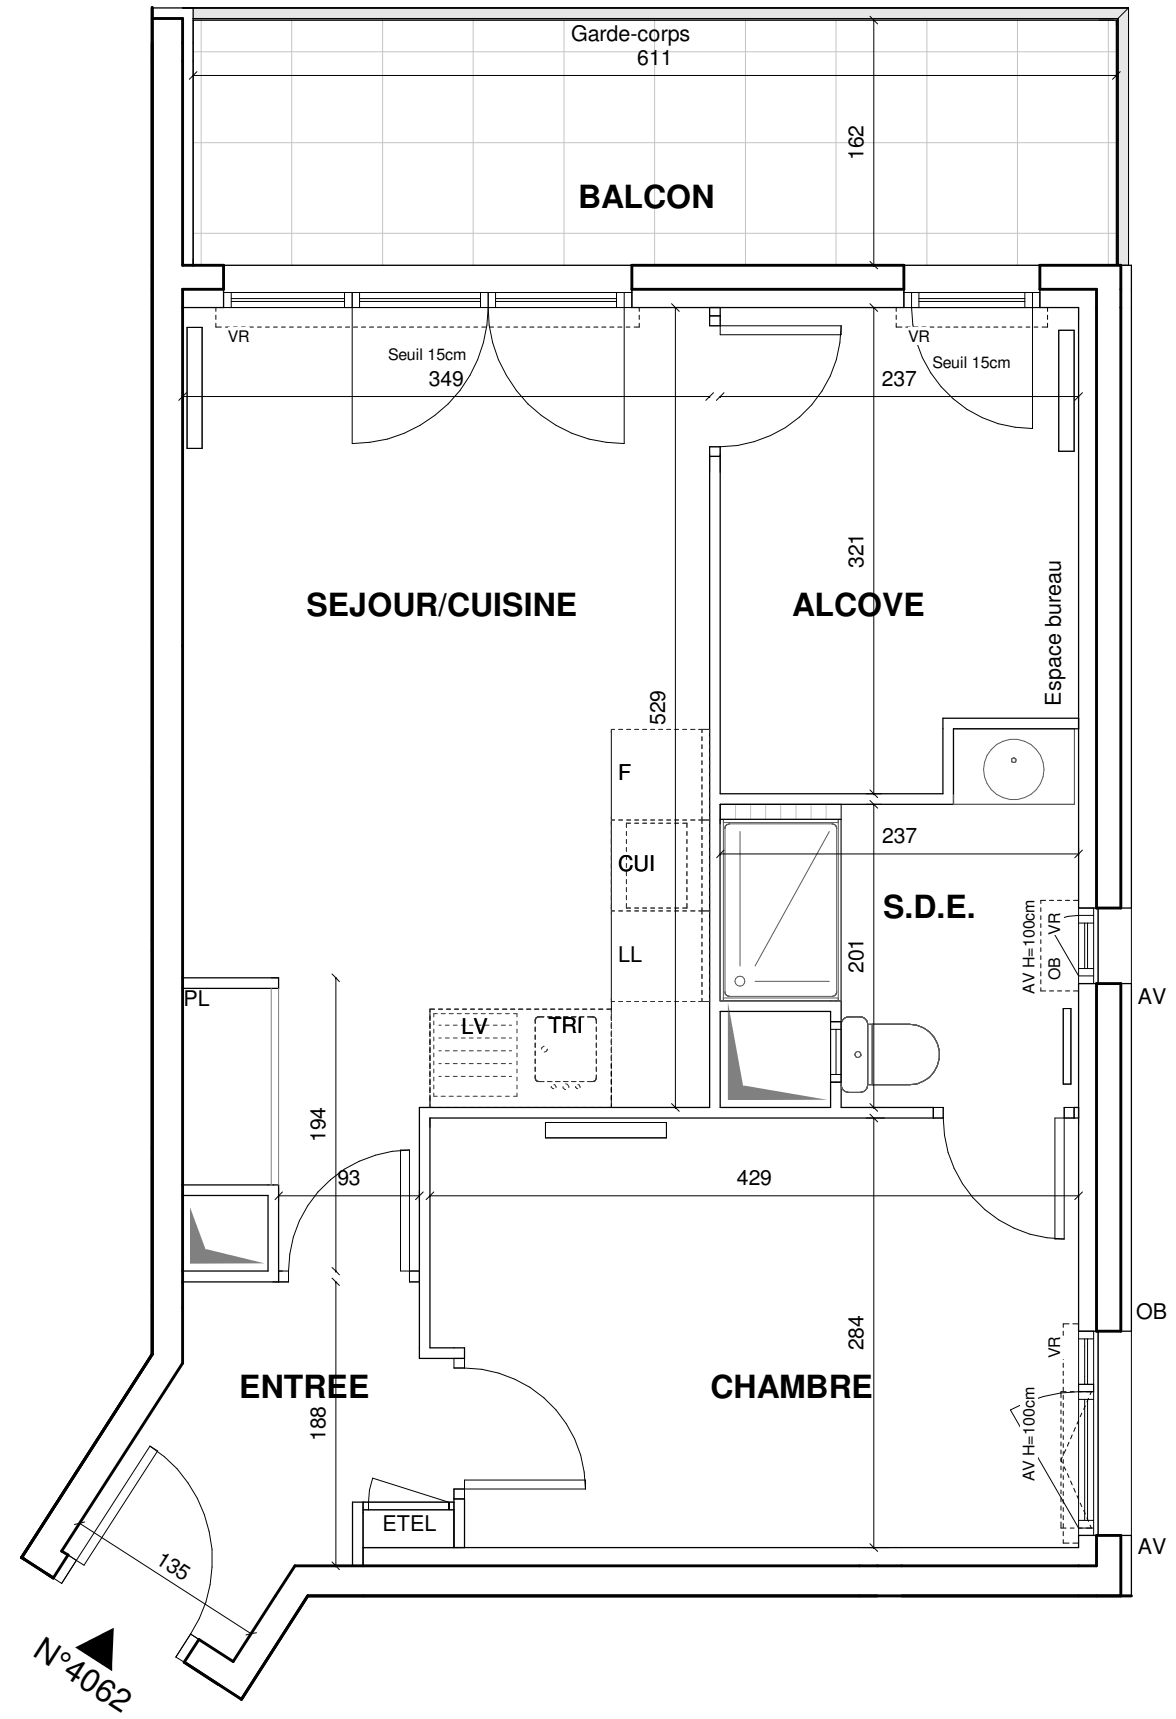 Garde-corps
611
162
BALCON
VR
Seuil 15cm
349
VR
Seuil 15cm
237
321
SEJOUR/CUISINE
ALCOVE
Espace bureau
529
F
CUI
LL
237
S.D.E.
201
AV H=100cm
OB
VR
AV
PL
LV
TRI
194
93
429
284
OB
VR
AV H=100cm
ENTREE
188
CHAMBRE
ETEL
AV
135
N°4062